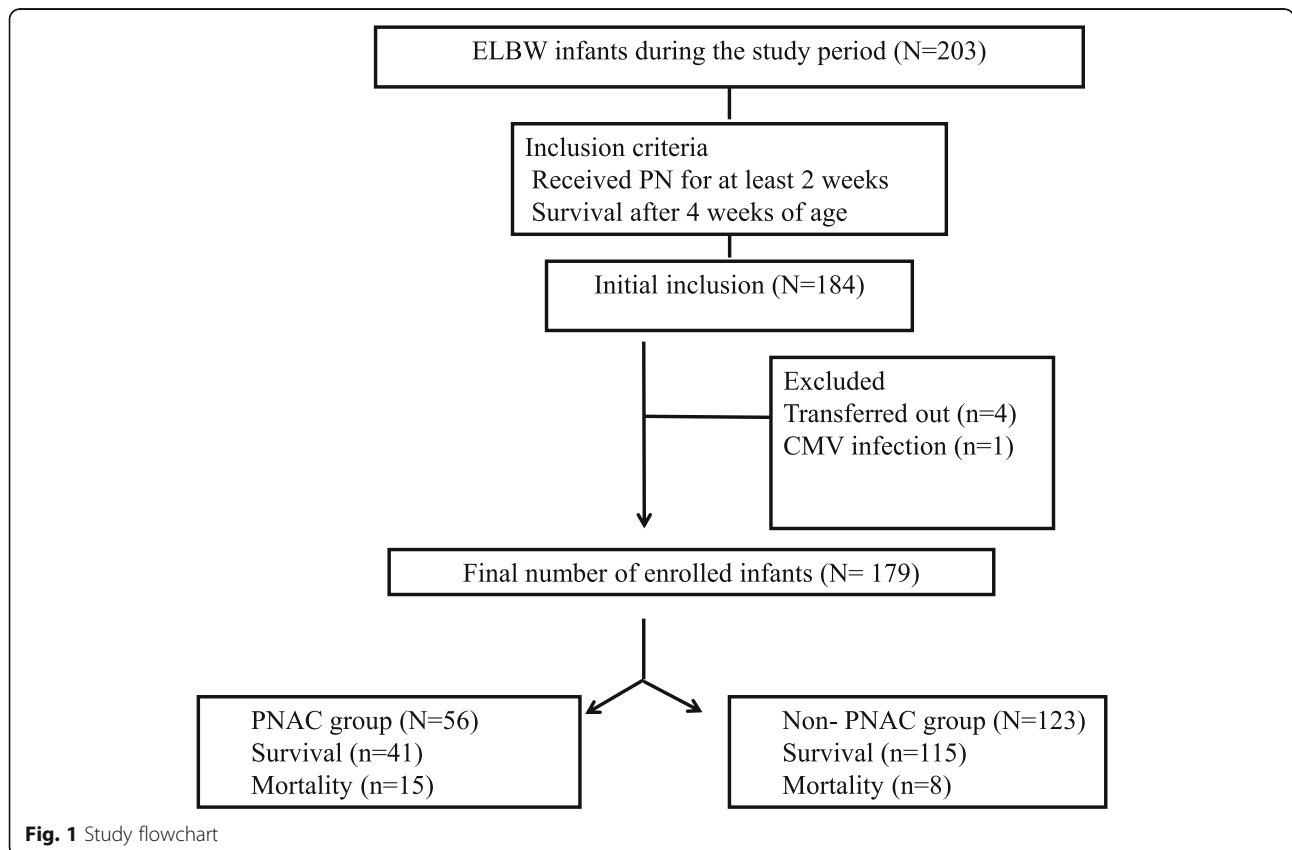 ELBW infants during the study period (N=203)
Inclusion criteria
Received PN for at least 2 weeks
Survival after 4 weeks of age
Initial inclusion (N=184)
Excluded
Transferred out (n=4)
CMV infection (n=1)
Final number of enrolled infants (N= 179)
PNAC group (N=56)
Survival (n=41)
Mortality (n=15)
Non- PNAC group (N=123)
Survival (n=115)
Mortality (n=8)
Fig. 1 Study flowchart